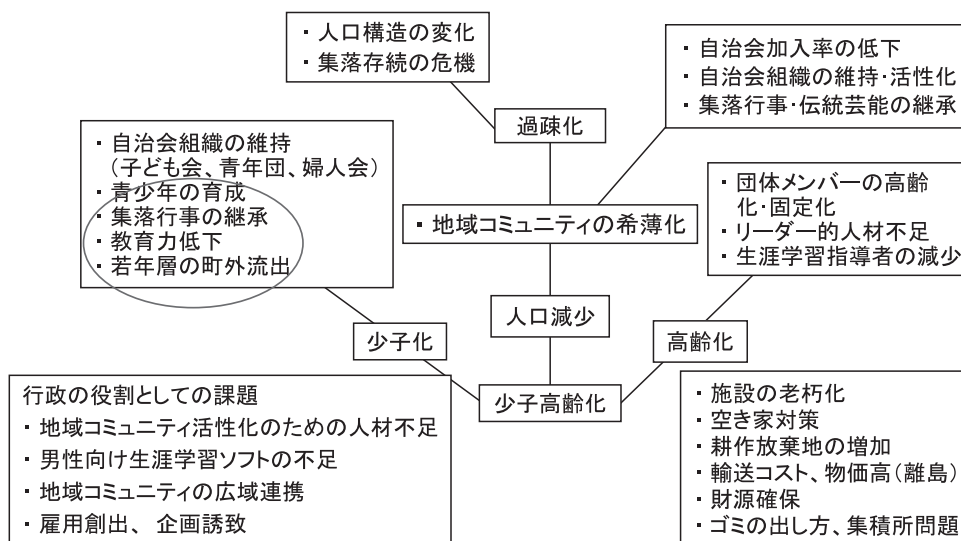 ・人口構造の変化
・集落存続の危機
・自治会加入率の低下
・自治会組織の維持・活性化
・集落行事・伝統芸能の継承
過疎化
・自治会組織の維持
（子ども会、青年団、婦人会）
・青少年の育成
・集落行事の継承
・教育力低下
・若年層の町外流出
・地域コミュニティの希薄化
・団体メンバーの高齢
化・固定化
・リーダー的人材不足
・生涯学習指導者の減少
人口減少
少子化
高齢化
少子高齢化
行政の役割としての課題
・地域コミュニティ活性化のための人材不足
・男性向け生涯学習ソフトの不足
・地域コミュニティの広域連携
・雇用創出、企画誘致
・施設の老朽化
・空き家対策
・耕作放棄地の増加
・輸送コスト、物価高（離島）
・財源確保
・ゴミの出し方、集積所問題